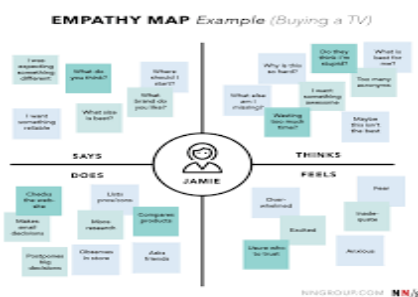 EMPATHY MAP Example (Buying a TV)
I was
expecting
something
different
What do
you think?
Where
should I
start?
What
brand do
you like?
I want
something
reliable
What size
is best?
SAYS
Why is this
so hard?
Do they
think I'm
stupid?
What is
best for
me?
Too many
acronyms
What else
am I
missing?
I want
something
awesome
Wasting
too much
time?
Maybe
this isn't
the best
THINKS
JAMIE
DOES
Checks
the web-
site
Lists
pros/cons
Makes
small
decisions
More
research
Compares
products
Postpones
big
decisions
Observes
in store
Asks
friends
FEELS
Over-
whelmed
Fear
Inade-
quate
Excited
Unsure who
to trust
Anxious
NNGROUP.COM